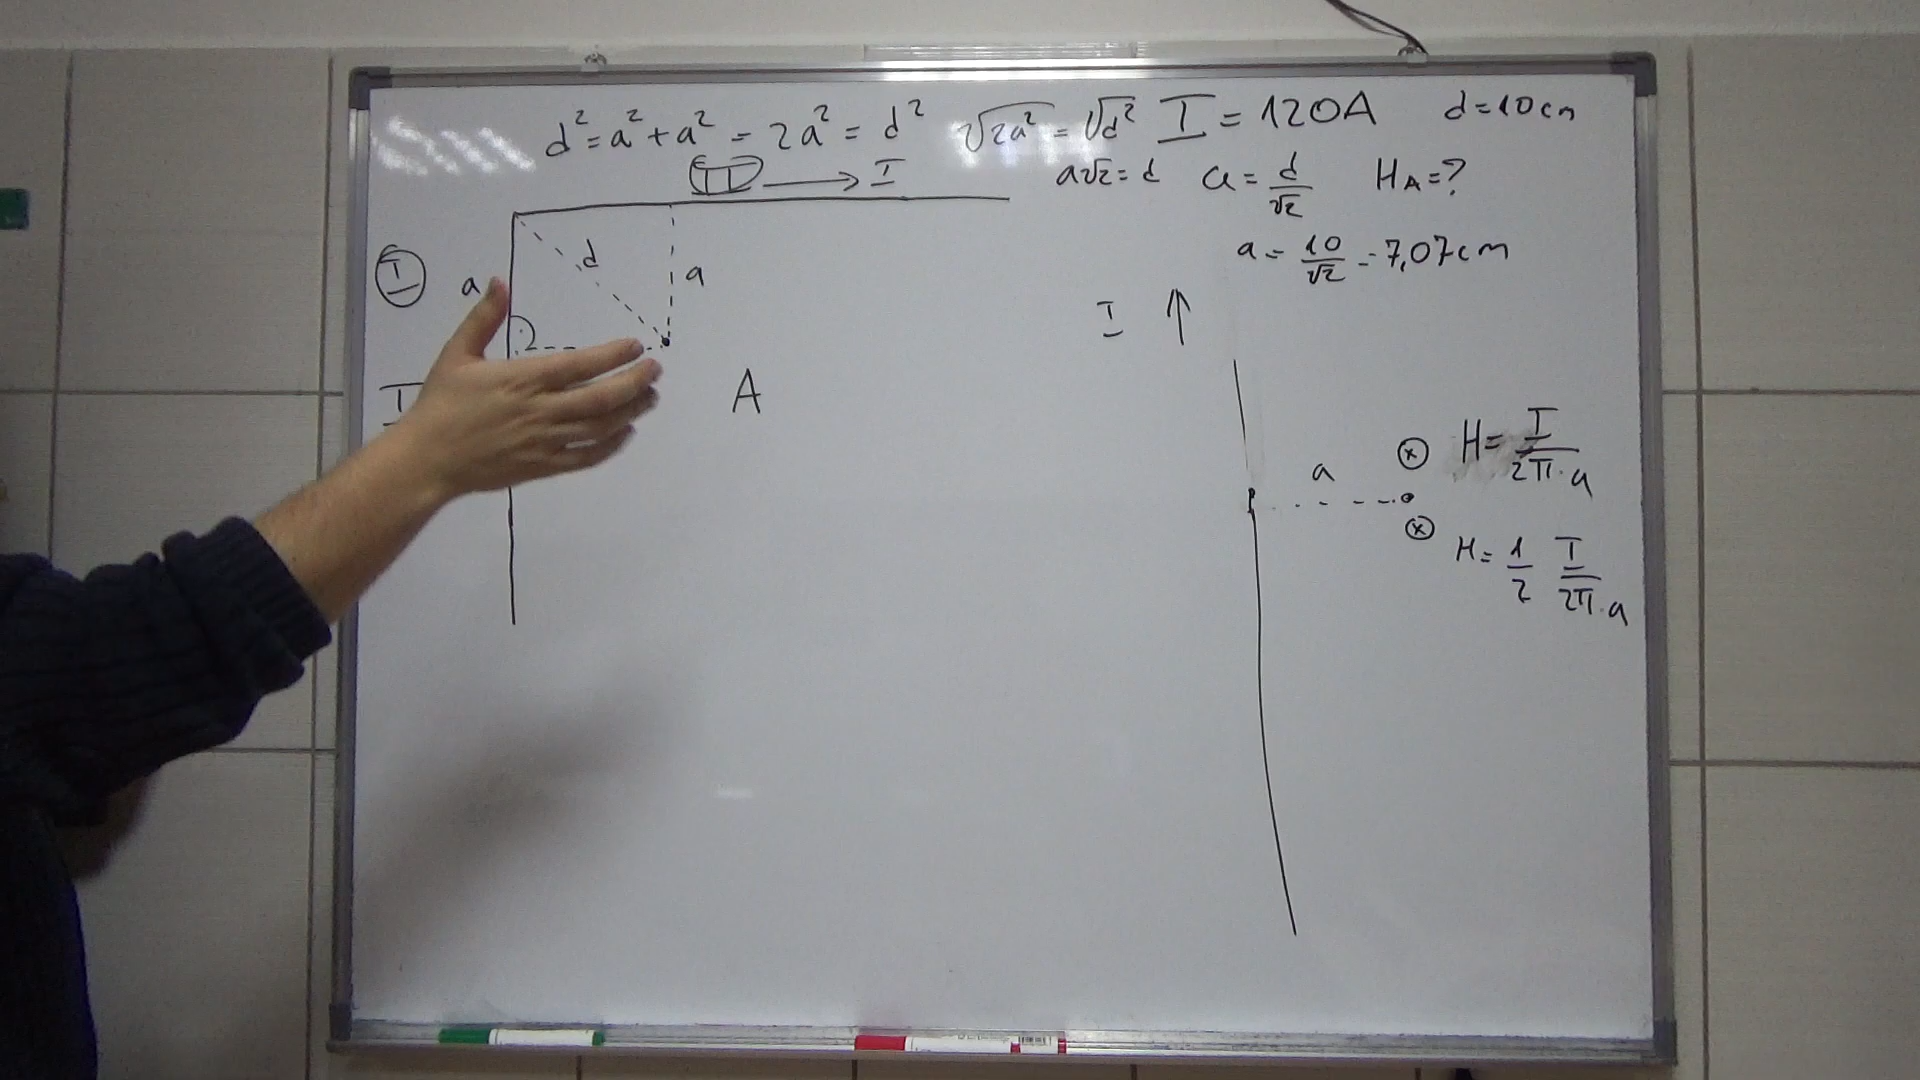 d² = a² + a² = 2a² = d² √2a² = √d² I = 120A d = 10cm
II → I a√2 = d a = d/√2 H_A = ?
a = 10/√2 = 7,07cm
I a d a
I ↑
I A
a ⊗ H = I/2π·a
⊗ H = 1/2 I/2π·a